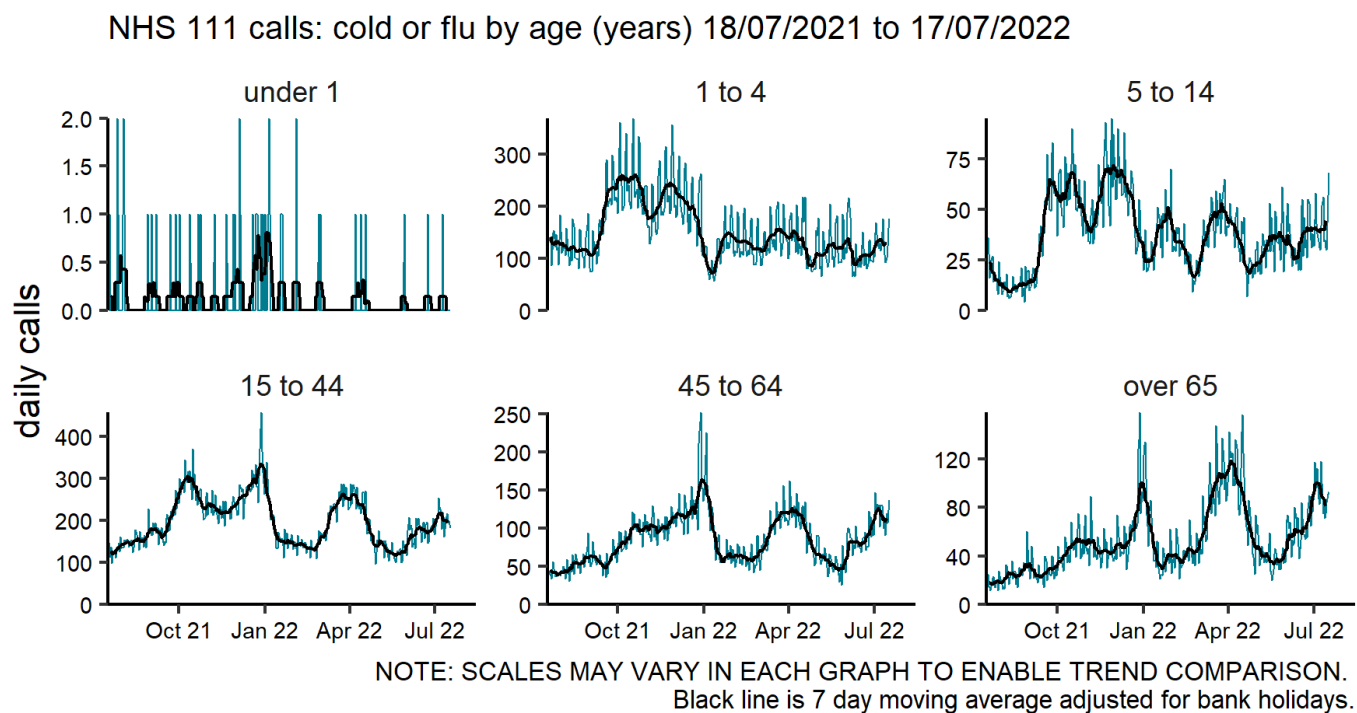 NHS 111 calls: cold or flu by age (years) 18/07/2021 to 17/07/2022
daily calls
under 1
2.0
1.5
1.0
0.5
0.0
1 to 4
300
200
100
0
5 to 14
75
50
25
0
15 to 44
400
300
200
100
0
Oct 21 Jan 22 Apr 22 Jul 22
45 to 64
250
200
150
100
50
0
Oct 21 Jan 22 Apr 22 Jul 22
over 65
120
80
40
0
Oct 21 Jan 22 Apr 22 Jul 22
NOTE: SCALES MAY VARY IN EACH GRAPH TO ENABLE TREND COMPARISON.
Black line is 7 day moving average adjusted for bank holidays.